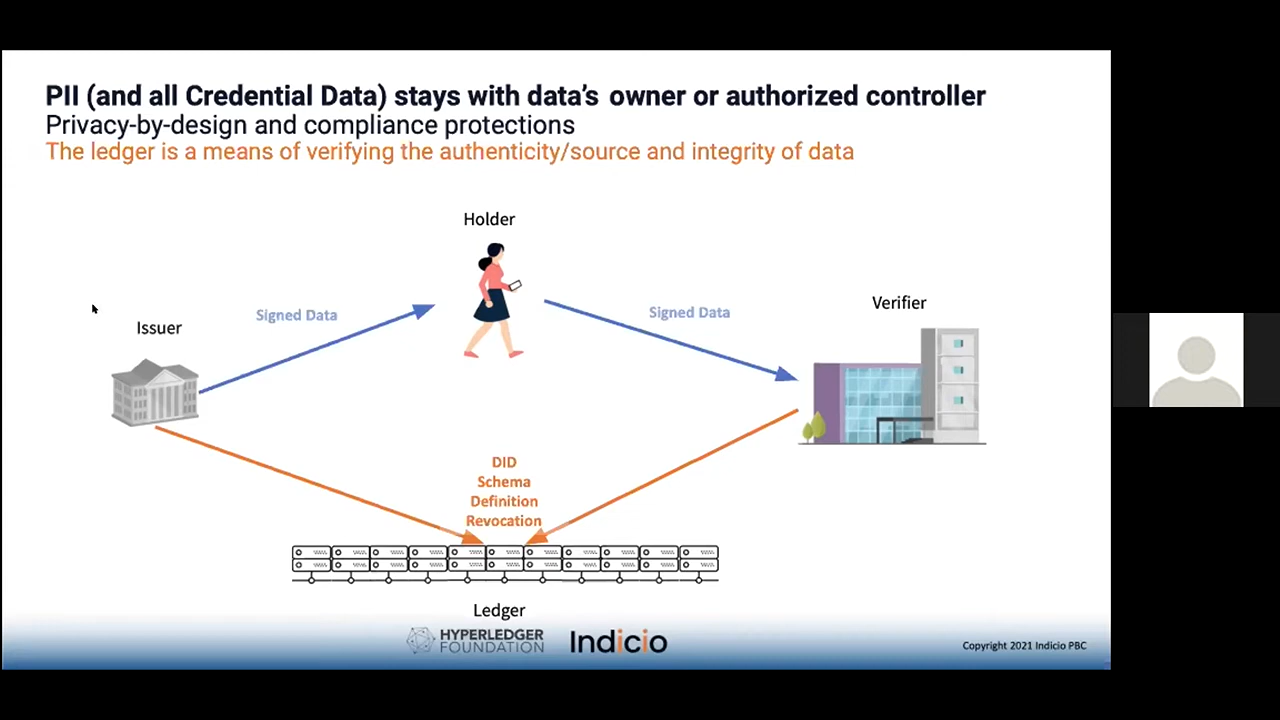 PII (and all Credential Data) stays with data's owner or authorized controller
Privacy-by-design and compliance protections
The ledger is a means of verifying the authenticity/source and integrity of data
Holder
Signed Data
Signed Data
Verifier
Issuer
DID
Schema
Definition
Revocation
Ledger
HYPERLEDGER
FOUNDATION
Indicio
Copyright 2021 Indicio PBC